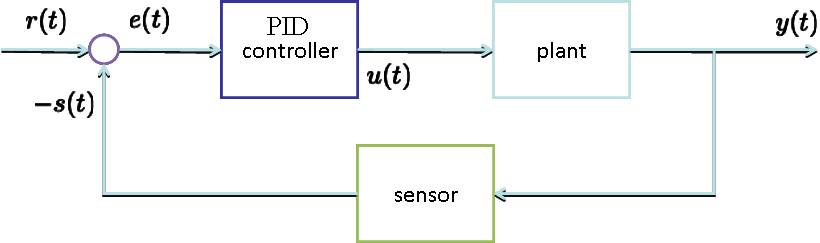 r(t)
e(t)
PID
controller
u(t)
plant
y(t)
−s(t)
sensor